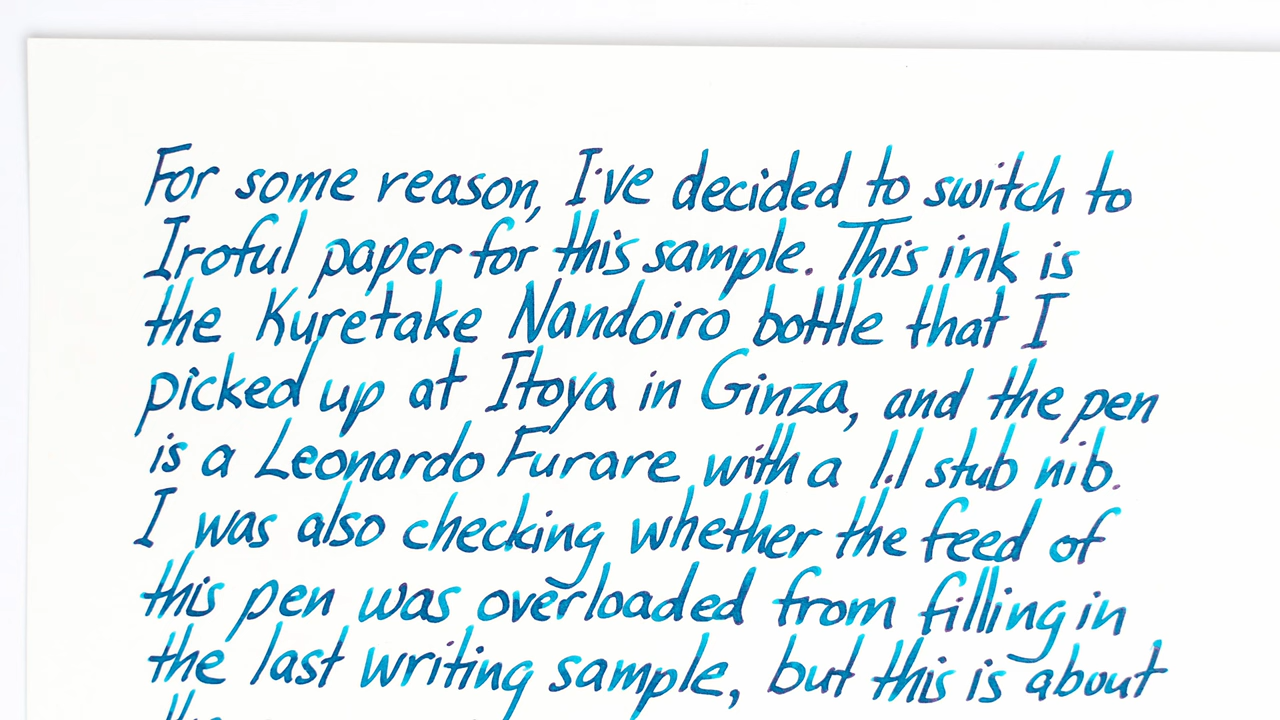 For some reason, I've decided to switch to
Iroful paper for this sample. This ink is
the Kuretake Nandoiro bottle that I
picked up at Itoya in Ginza, and the pen
is a Leonardo Furare with a 1.1 stub nib.
I was also checking whether the feed of
this pen was overloaded from filling in
the last writing sample, but this is about